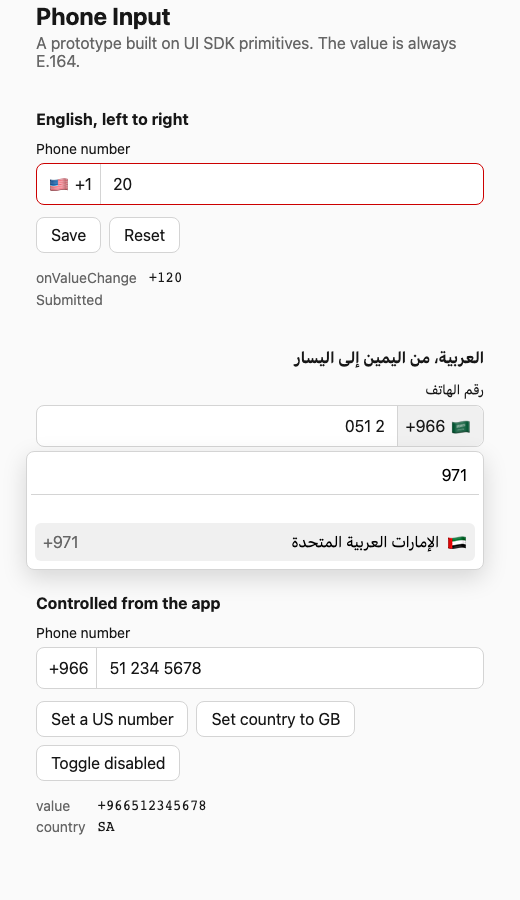 Phone Input
A prototype built on UI SDK primitives. The value is always
E.164.
English, left to right
Phone number
+1 20
Save Reset
onValueChange +120
Submitted
العربية، من اليمين إلى اليسار
رقم الهاتف
+966 051 2
971
الإمارات العربية المتحدة +971
Controlled from the app
Phone number
+966 51 234 5678
Set a US number Set country to GB
Toggle disabled
value +966512345678
country SA